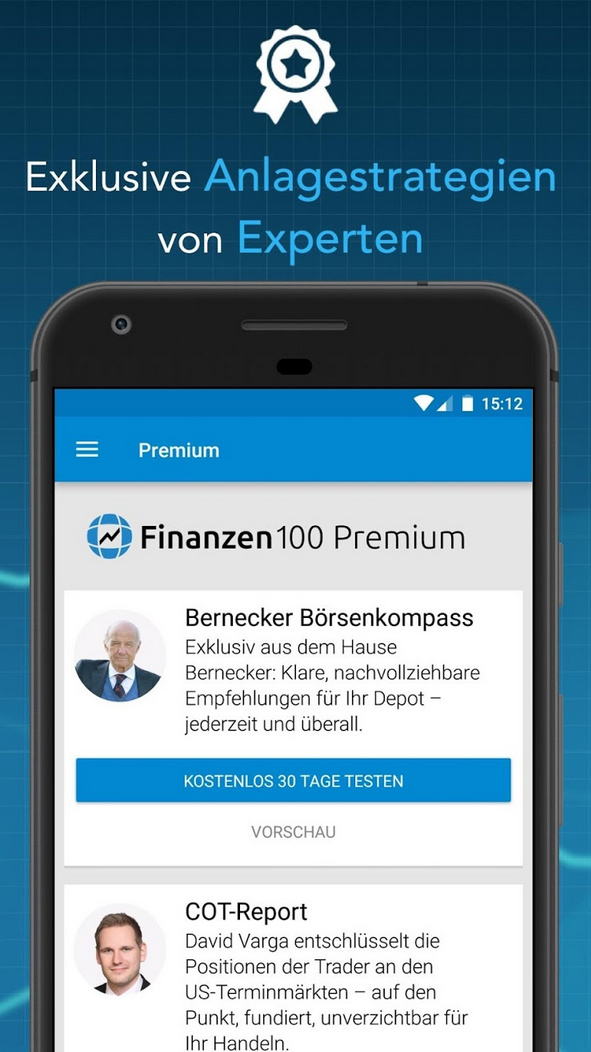 Exklusive Anlagestrategien
von Experten
15:12
Premium
Finanzen100 Premium
Bernecker Börsenkompass
Exklusiv aus dem Hause
Bernecker: Klare, nachvollziehbare
Empfehlungen für Ihr Depot –
jederzeit und überall.
KOSTENLOS 30 TAGE TESTEN
VORSCHAU
COT-Report
David Varga entschlüsselt die
Positionen der Trader an den
US-Terminmärkten – auf den
Punkt, fundiert, unverzichtbar für
Ihr Handeln.